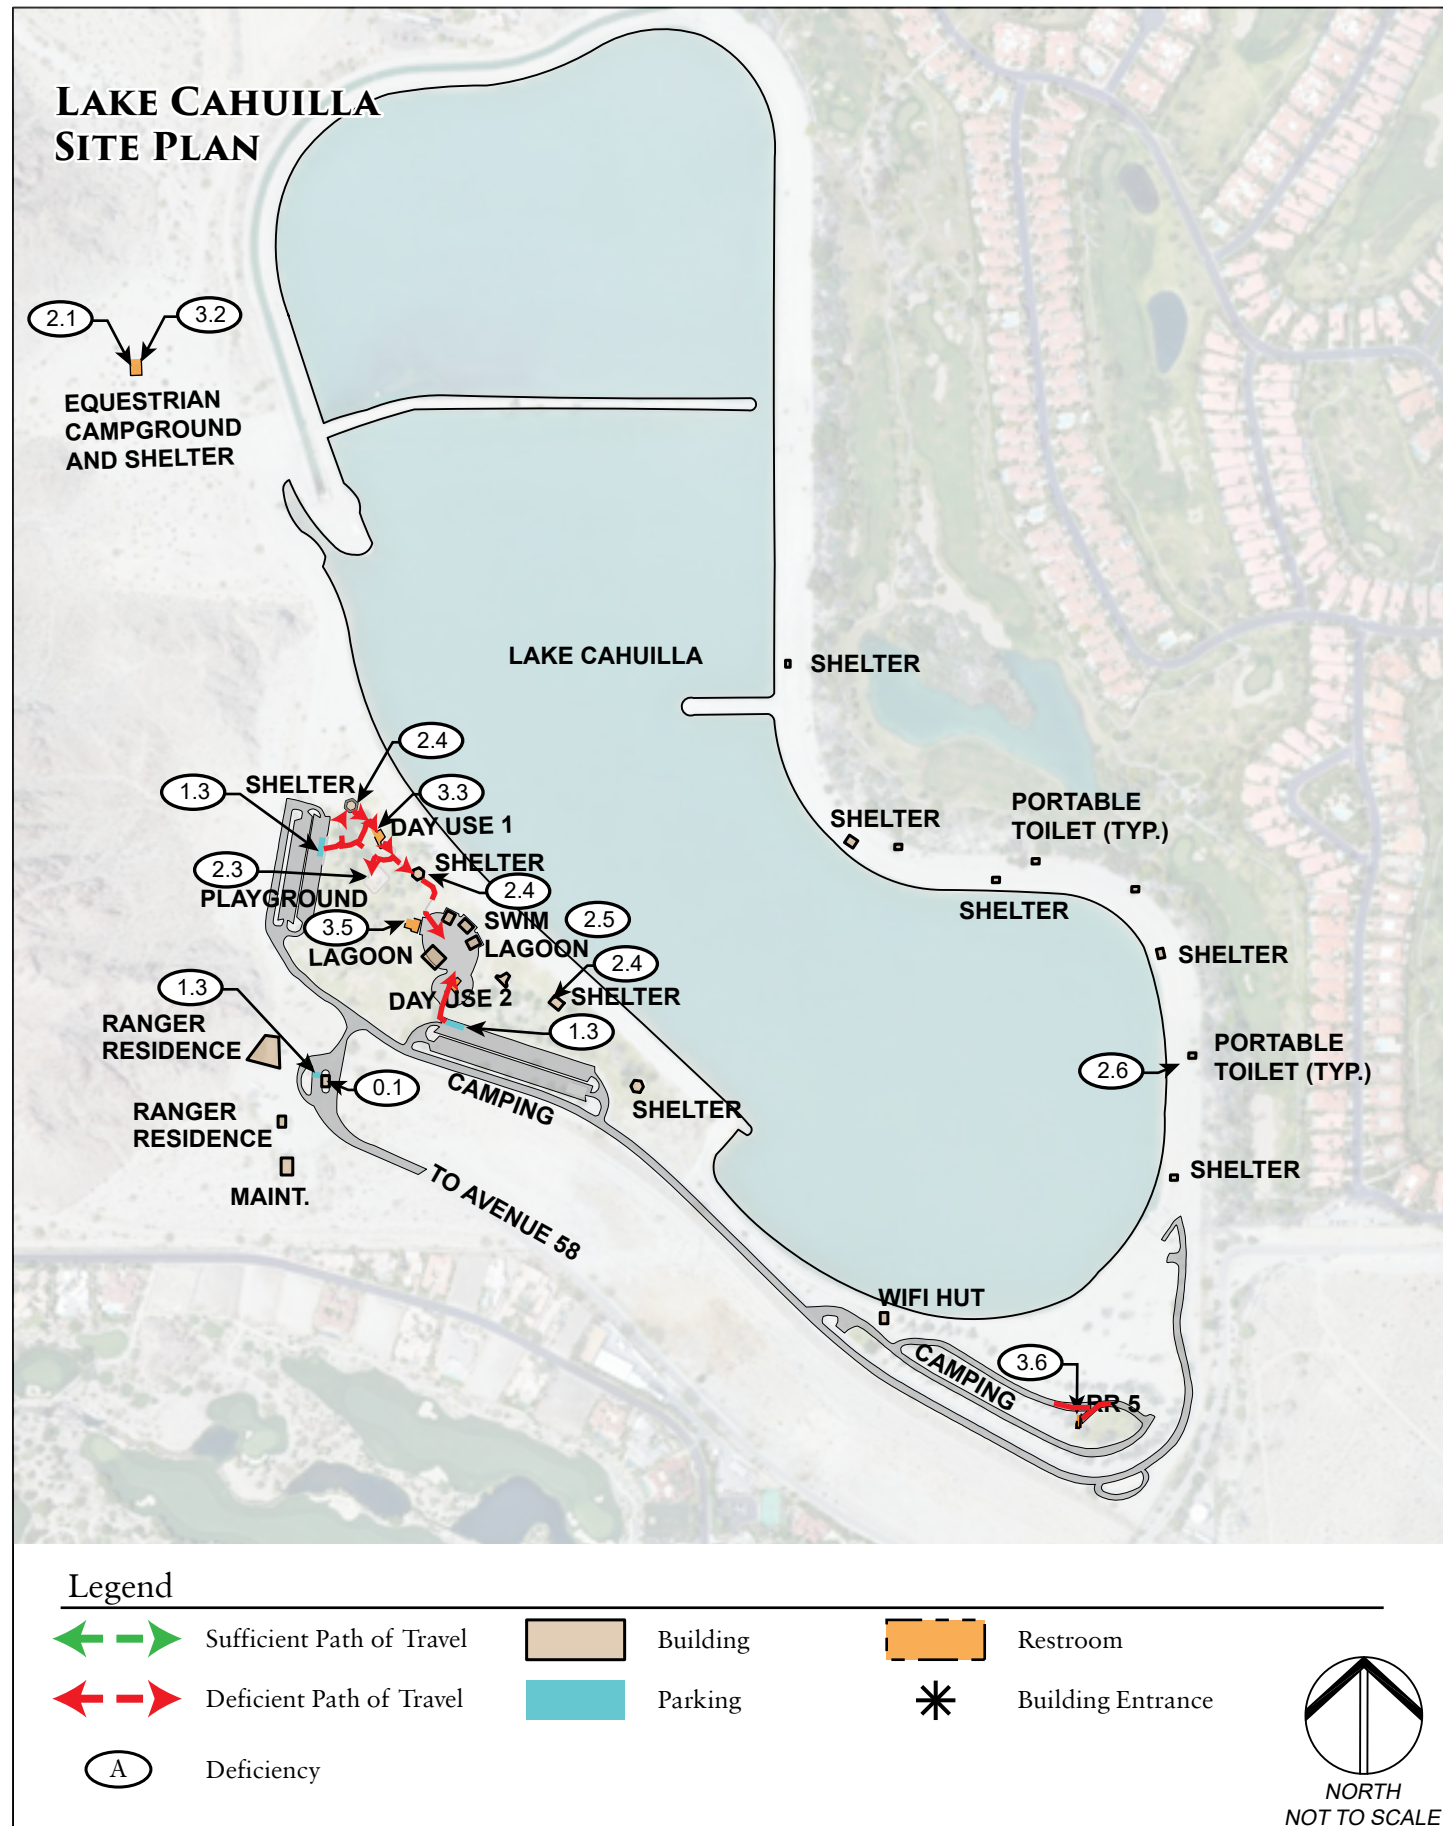 LAKE CAHUILLA
SITE PLAN
2.1
3.2
EQUESTRIAN
CAMPGROUND
AND SHELTER
LAKE CAHUILLA
SHELTER
2.4
SHELTER
1.3
3.3
DAY USE 1
SHELTER
PORTABLE
TOILET (TYP.)
2.3
PLAYGROUND
SHELTER
2.4
SHELTER
3.5
LAGOON
SWIM
LAGOON
2.5
2.4
SHELTER
SHELTER
DAY USE 2
1.3
1.3
RANGER
RESIDENCE
0.1
CAMPING
SHELTER
PORTABLE
TOILET (TYP.)
2.6
RANGER
RESIDENCE
MAINT.
TO AVENUE 58
SHELTER
WIFI HUT
CAMPING
3.6
RR 5
Legend
Sufficient Path of Travel
Building
Restroom
Deficient Path of Travel
Parking
Building Entrance
A
Deficiency
NORTH
NOT TO SCALE